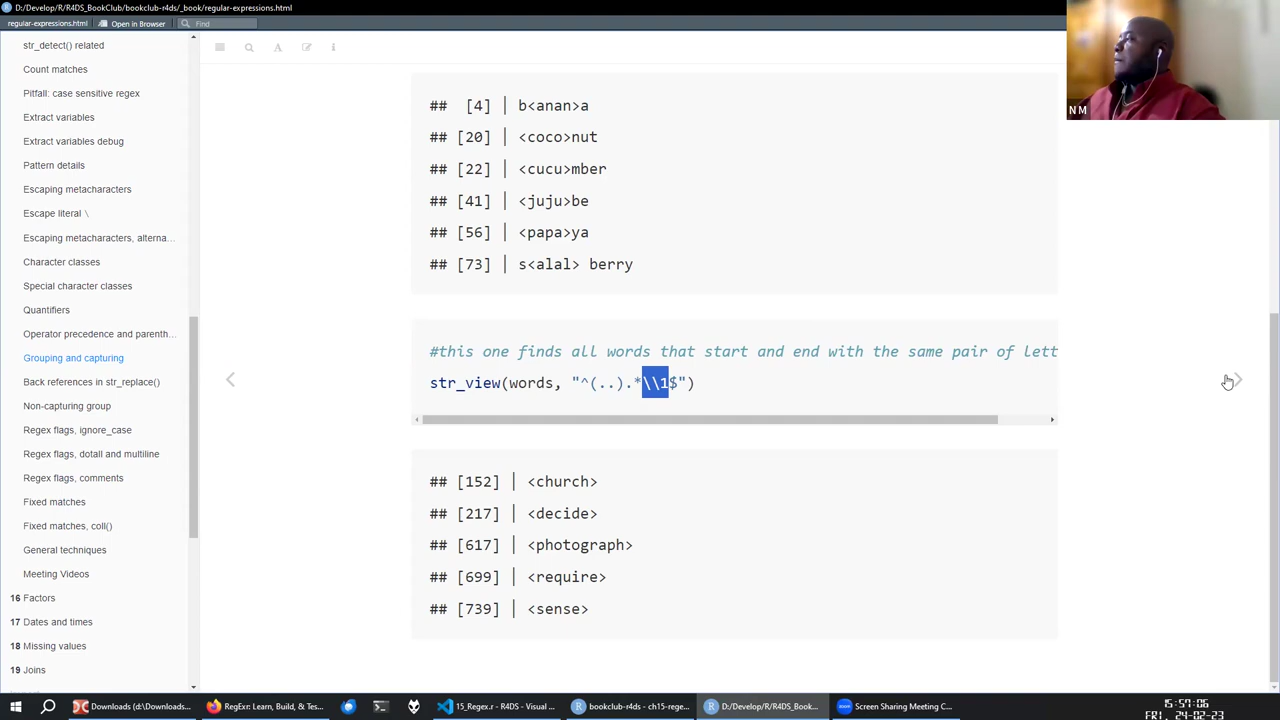 D:/Develop/R/R4DS_BookClub/bookclub-r4ds/_book/regular-expressions.html
regular-expressions.html
Open in Browser
Find
str_detect() related
Count matches
Pitfall: case sensitive regex
Extract variables
Extract variables debug
Pattern details
Escaping metacharacters
Escape literal \
Escaping metacharacters, alterna...
Character classes
Special character classes
Quantifiers
Operator precedence and parenth...
Grouping and capturing
Back references in str_replace()
Non-capturing group
Regex flags, ignore_case
Regex flags, dotall and multiline
Regex flags, comments
Fixed matches
Fixed matches, coll()
General techniques
Meeting Videos
16 Factors
17 Dates and times
18 Missing values
19 Joins
## [4] │ b<anan>a
## [20] │ <coco>nut
## [22] │ <cucu>mber
## [41] │ <juju>be
## [56] │ <papa>ya
## [73] │ s<alal> berry
#this one finds all words that start and end with the same pair of lett
str_view(words, "^(..).*\\1$")
## [152] │ <church>
## [217] │ <decide>
## [617] │ <photograph>
## [699] │ <require>
## [739] │ <sense>
NM
Downloads (d:\Downloads...
RegExr: Learn, Build, & Tes...
15_Regex.r - R4DS - Visual ...
bookclub-r4ds - ch15-rege...
D:/Develop/R/R4DS_Book...
Screen Sharing Meeting C...
15:59:06
FRI, 24-02-23